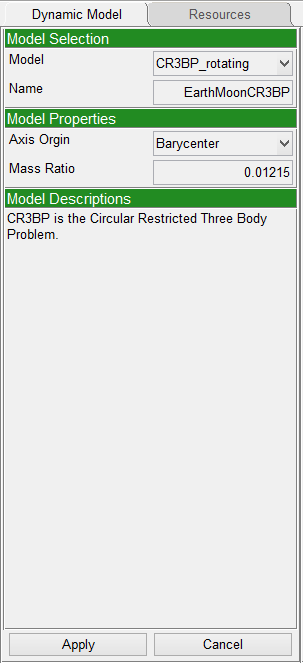 Dynamic Model
Resources
Model Selection
Model
CR3BP_rotating
Name
EarthMoonCR3BP
Model Properties
Axis Orgin
Barycenter
Mass Ratio
0.01215
Model Descriptions
CR3BP is the Circular Restricted Three Body
Problem.
Apply
Cancel